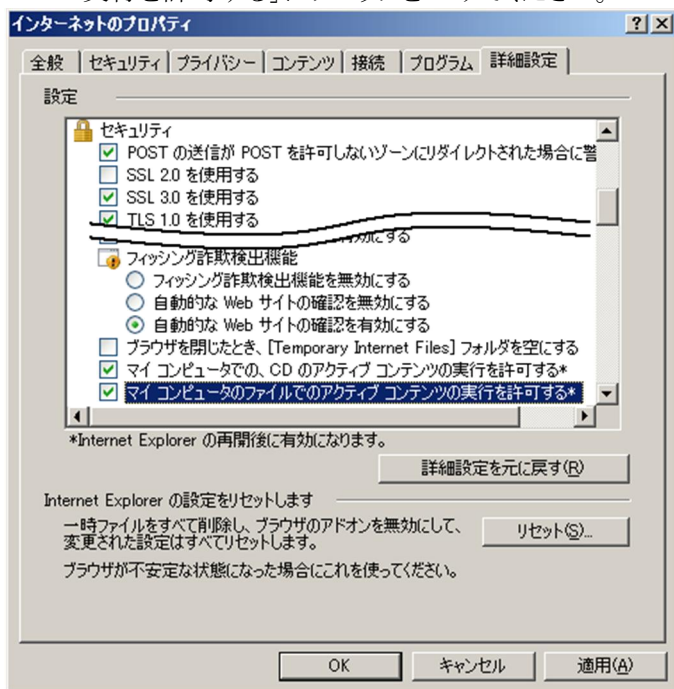 インターネットのプロパティ
全般 セキュリティ プライバシー コンテンツ 接続 プログラム 詳細設定
設定
セキュリティ
POST の送信が POST を許可しないゾーンにリダイレクトされた場合に警
SSL 2.0 を使用する
SSL 3.0 を使用する
TLS 1.0 を使用する
にする
フィッシング詐欺検出機能
フィッシング詐欺検出機能を無効にする
自動的な Web サイトの確認を無効にする
自動的な Web サイトの確認を有効にする
ブラウザを閉じたとき、[Temporary Internet Files] フォルダを空にする
マイ コンピュータでの、CD のアクティブ コンテンツの実行を許可する*
マイ コンピュータのファイルでのアクティブ コンテンツの実行を許可する*
*Internet Explorer の再開後に有効になります。
詳細設定を元に戻す(R)
Internet Explorer の設定をリセットします
一時ファイルをすべて削除し、ブラウザのアドオンを無効にして、
変更された設定はすべてリセットします。
リセット(S)...
ブラウザが不安定な状態になった場合にこれを使ってください。
OK キャンセル 適用(A)